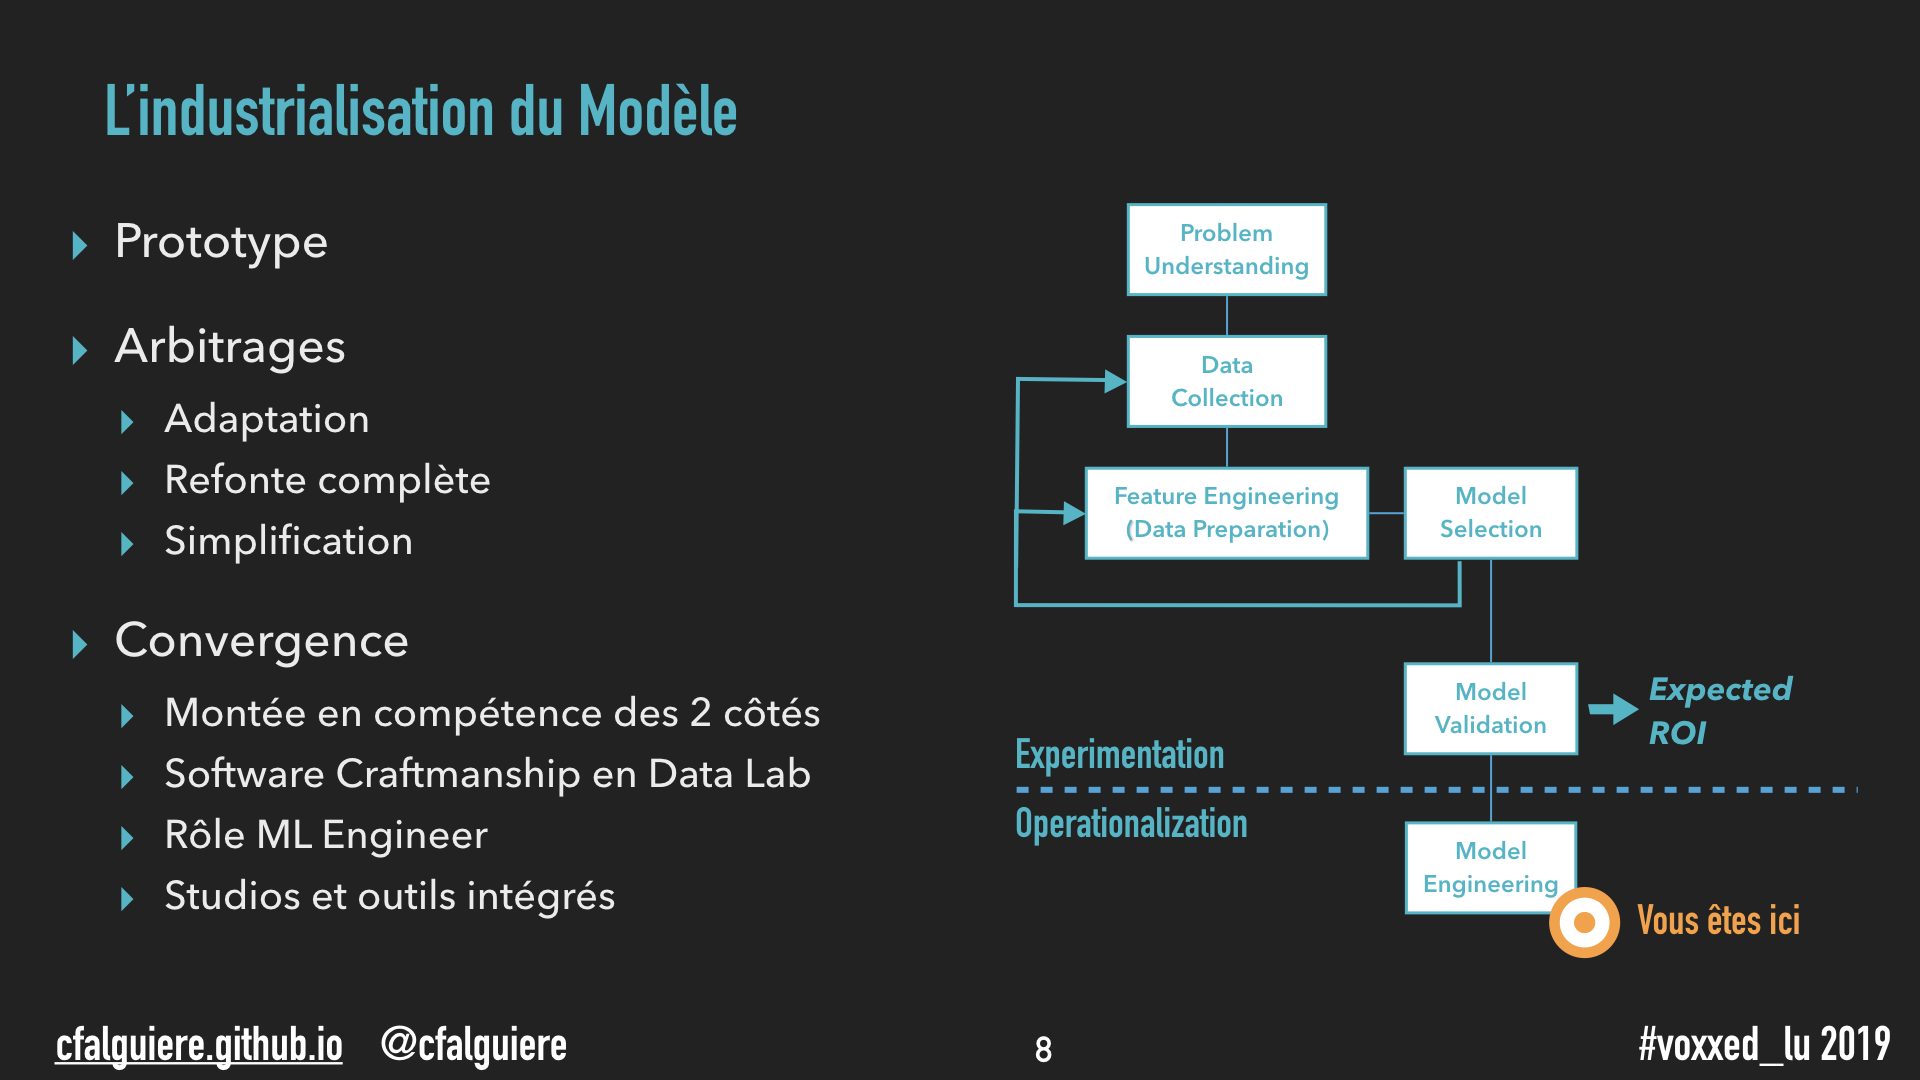 L’industrialisation du Modèle
Prototype
Arbitrages
Adaptation
Refonte complète
Simplification
Convergence
Montée en compétence des 2 côtés
Software Craftmanship en Data Lab
Rôle ML Engineer
Studios et outils intégrés
Problem
Understanding
Data
Collection
Feature Engineering
(Data Preparation)
Model
Selection
Model
Validation
Expected
ROI
Experimentation
Operationalization
Model
Engineering
Vous êtes ici
cfalguiere.github.io @cfalguiere
8
#voxxed_lu 2019